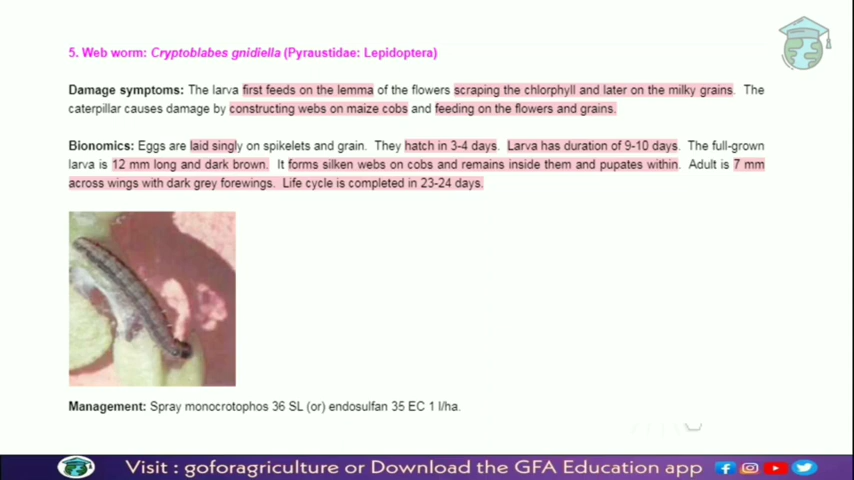 5. Web worm: Cryptoblabes gnidiella (Pyraustidae: Lepidoptera)
Damage symptoms: The larva first feeds on the lemma of the flowers scraping the chlorphyll and later on the milky grains. The
caterpillar causes damage by constructing webs on maize cobs and feeding on the flowers and grains.
Bionomics: Eggs are laid singly on spikelets and grain. They hatch in 3-4 days. Larva has duration of 9-10 days. The full-grown
larva is 12 mm long and dark brown. It forms silken webs on cobs and remains inside them and pupates within. Adult is 7 mm
across wings with dark grey forewings. Life cycle is completed in 23-24 days.
Management: Spray monocrotophos 36 SL (or) endosulfan 35 EC 1 l/ha.
Visit : goforagriculture or Download the GFA Education app